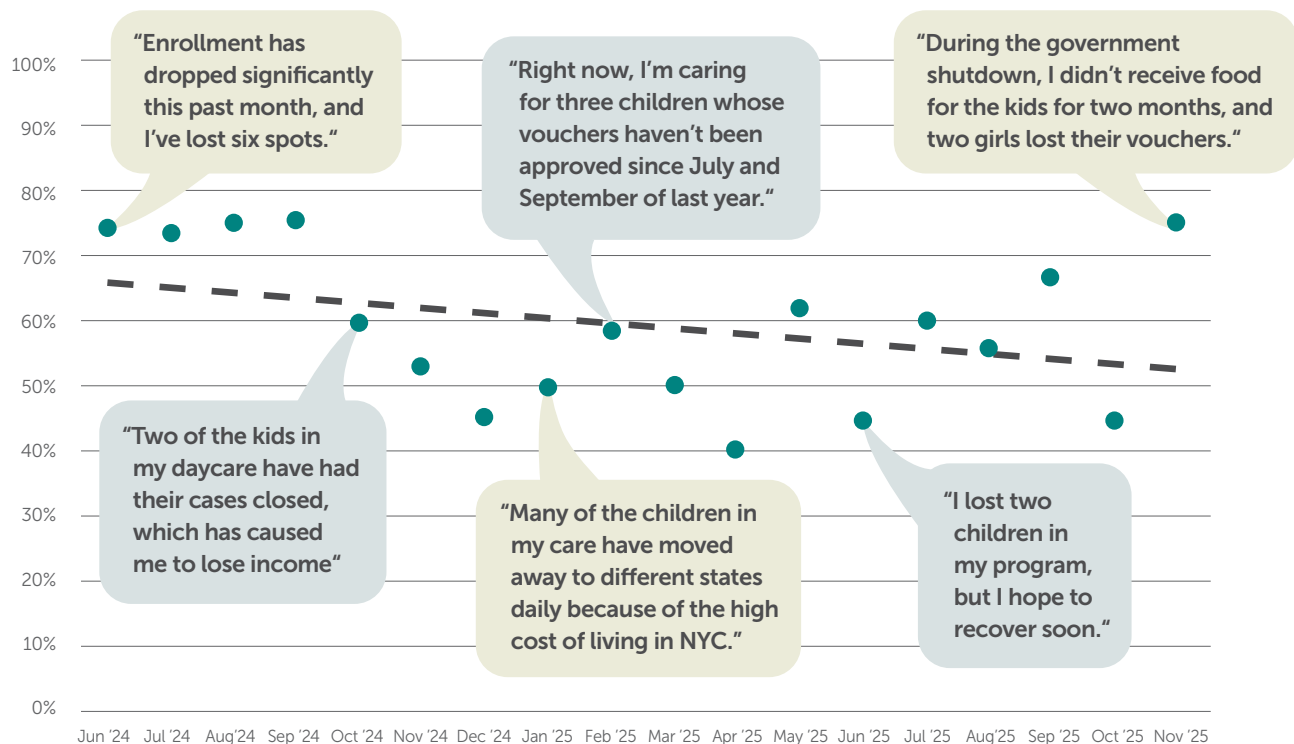 “Enrollment has
dropped significantly
this past month, and
I’ve lost six spots.“
“Right now, I’m caring
for three children whose
vouchers haven’t been
approved since July and
September of last year.“
“During the government
shutdown, I didn’t receive food
for the kids for two months, and
two girls lost their vouchers.“
100%
90%
80%
70%
60%
50%
40%
30%
20%
10%
0%
“Two of the kids in
my daycare have had
their cases closed,
which has caused
me to lose income“
“Many of the children in
my care have moved
away to different states
daily because of the high
cost of living in NYC.”
“I lost two
children in
my program,
but I hope to
recover soon.“
Jun ’24 Jul ’24 Aug’24 Sep ’24 Oct ’24 Nov ’24 Dec ’24 Jan ’25 Feb ’25 Mar ’25 Apr ’25 May ’25 Jun ’25 Jul ’25 Aug’25 Sep ’25 Oct ’25 Nov ’25